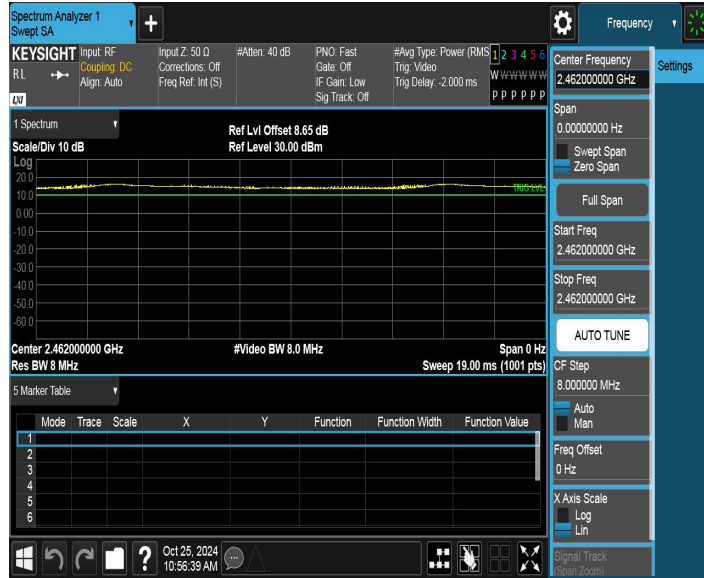 Spectrum Analyzer 1
Swept SA
Frequency
KEYSIGHT
RL
LXI
Input: RF
Coupling: DC
Align: Auto
Input Z: 50 Ω
Corrections: Off
Freq Ref: Int (S)
#Atten: 40 dB
PNO: Fast
Gate: Off
IF Gain: Low
Sig Track: Off
#Avg Type: Power (RMS
Trig: Video
Trig Delay: -2.000 ms
1 2 3 4 5 6
W W W W W W
P P P P P P
1 Spectrum
Scale/Div 10 dB
Ref Lvl Offset 8.65 dB
Ref Level 30.00 dBm
Log
20.0
10.0
0.00
-10.0
-20.0
-30.0
-40.0
-50.0
-60.0
TRIG LVL
Center 2.462000000 GHz
#Video BW 8.0 MHz
Span 0 Hz
Res BW 8 MHz
Sweep 19.00 ms (1001 pts)
5 Marker Table
Mode Trace Scale X Y Function Function Width Function Value
1
2
3
4
5
6
Oct 25, 2024
10:56:39 AM
?
Center Frequency
2.462000000 GHz
Settings
Span
0.00000000 Hz
Swept Span
Zero Span
Full Span
Start Freq
2.462000000 GHz
Stop Freq
2.462000000 GHz
AUTO TUNE
CF Step
8.000000 MHz
Auto
Man
Freq Offset
0 Hz
X Axis Scale
Log
Lin
Signal Track
(Span Zoom)